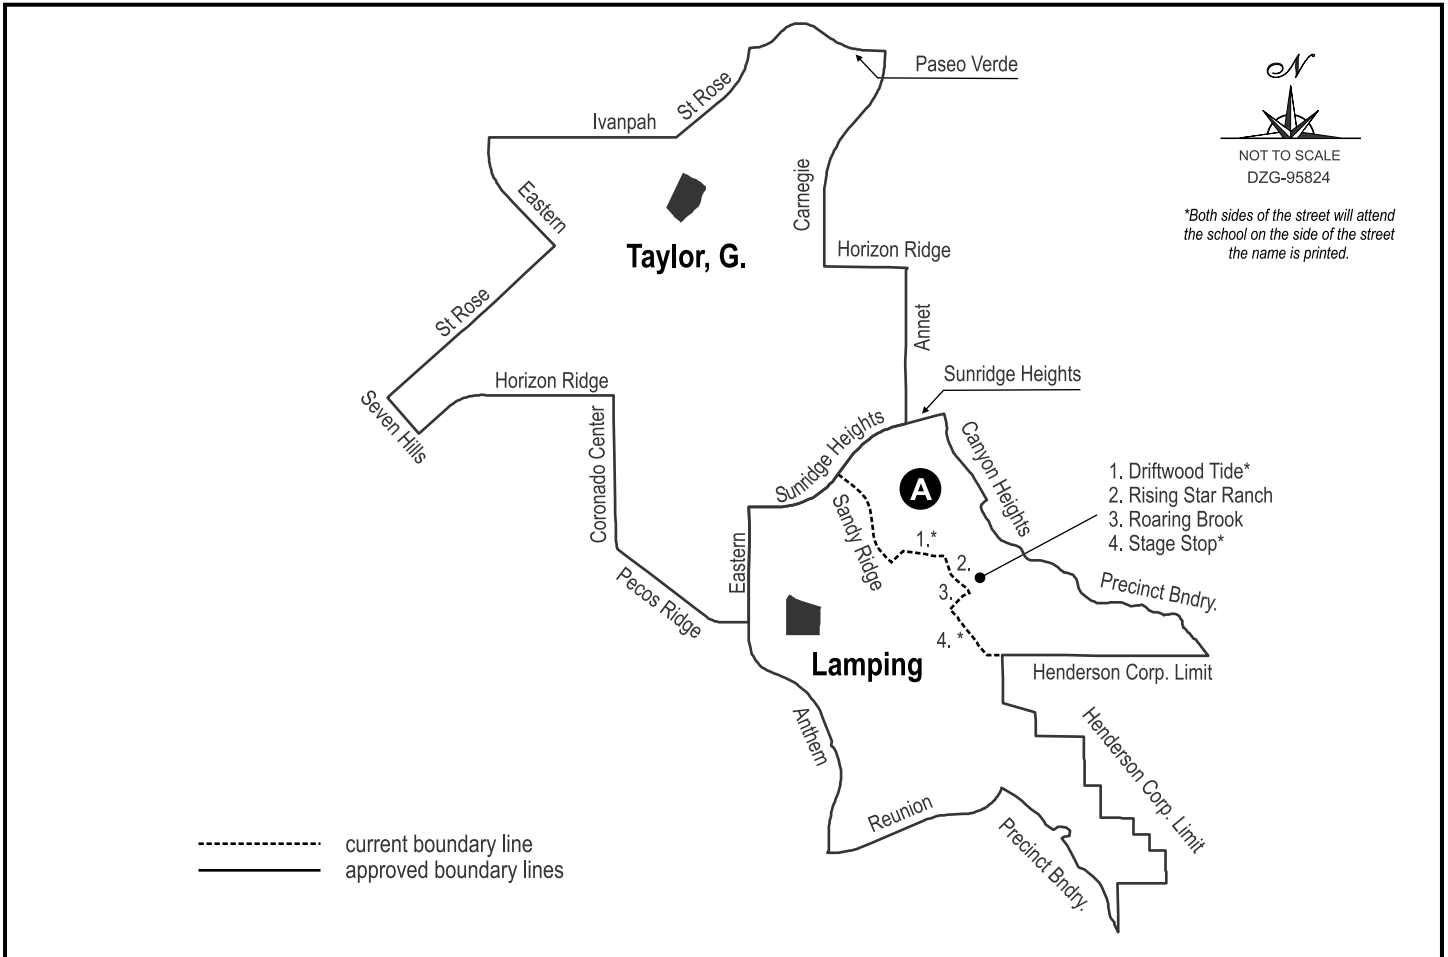 Paseo Verde
St Rose
Ivanpah
N
NOT TO SCALE
DZG-95824
*Both sides of the street will attend
the school on the side of the street
the name is printed.
Eastern
Carnegie
Taylor, G.
Horizon Ridge
St Rose
Annet
Sunridge Heights
Horizon Ridge
Seven Hills
Coronado Center
Sunridge Heights
Canyon Heights
A
Sandy Ridge
1. Driftwood Tide*
2. Rising Star Ranch
3. Roaring Brook
4. Stage Stop*
1.*
2.
3.
4. *
Eastern
Pecos Ridge
Precinct Bndry.
Lamping
Henderson Corp. Limit
Anthem
Henderson Corp. Limit
Reunion
Precinct Bndry.
current boundary line
approved boundary lines